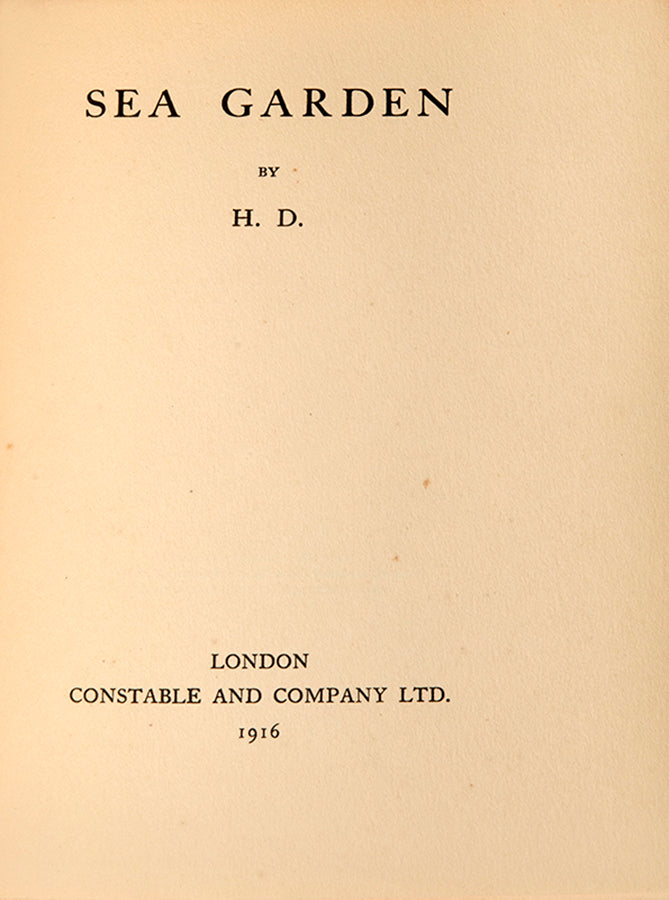 SEA GARDEN
BY
H. D.
LONDON
CONSTABLE AND COMPANY LTD.
1916